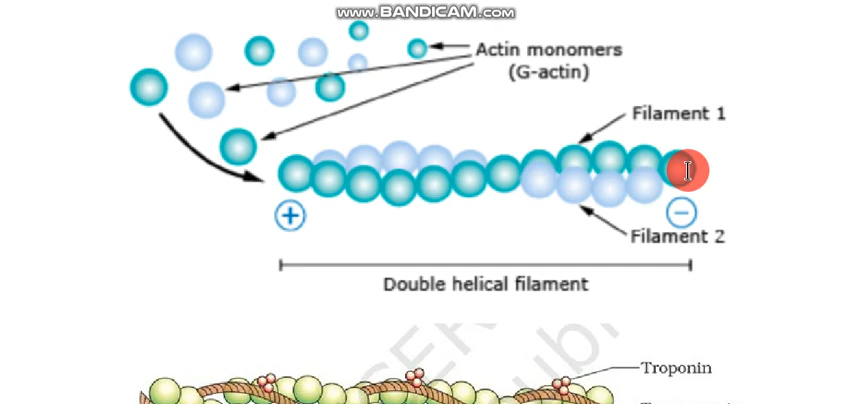 WWW.BANDICAM.COM
Actin monomers
(G-actin)
Filament 1
+
−
Filament 2
Double helical filament
Troponin